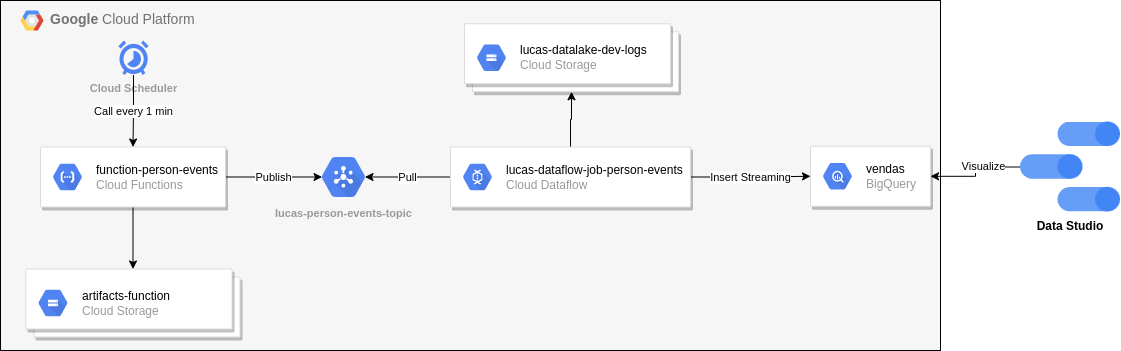 Google Cloud Platform
Cloud Scheduler
Call every 1 min
function-person-events
Cloud Functions
Publish
lucas-person-events-topic
Pull
lucas-datalake-dev-logs
Cloud Storage
lucas-dataflow-job-person-events
Cloud Dataflow
Insert Streaming
vendas
BigQuery
Visualize
Data Studio
artifacts-function
Cloud Storage